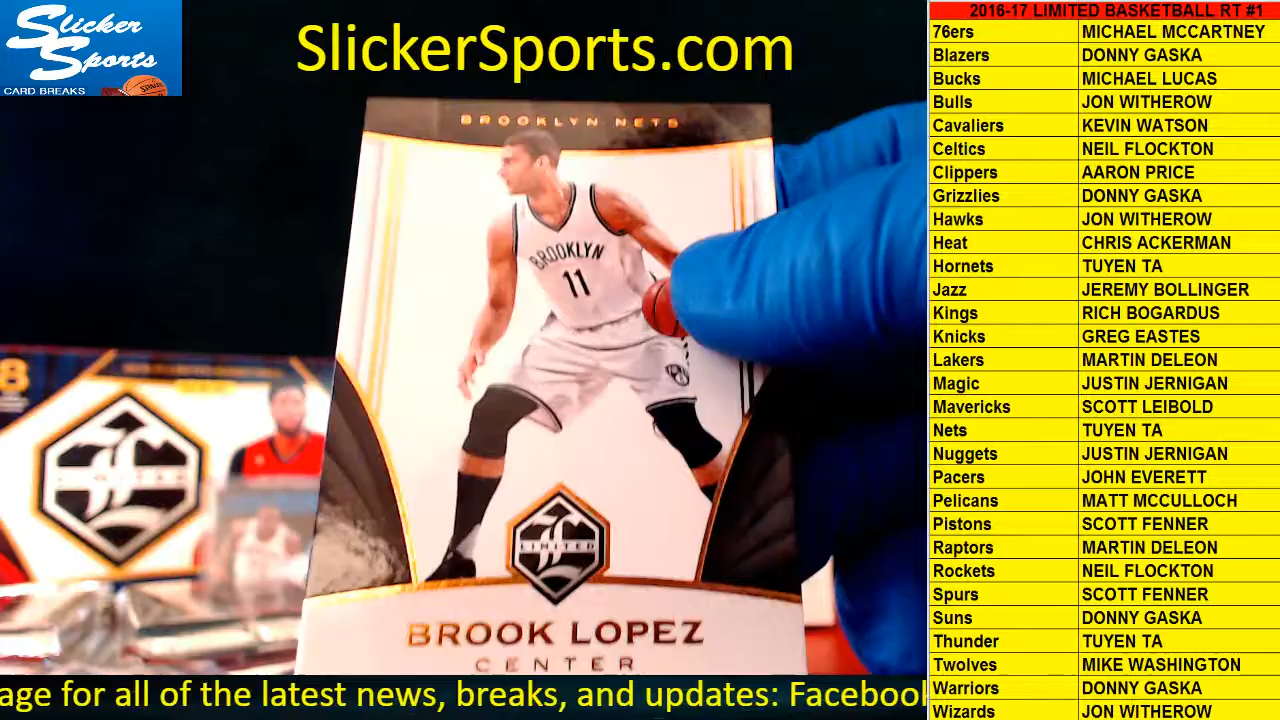 Slicker
Sports
CARD BREAKS
SPALDING
SlickerSports.com
BROOKLYN NETS
BROOKLYN
11
LIMITED
BROOK LOPEZ
CENTER
8
LIMITED
age for all of the latest news, breaks, and updates: Facebook
2016-17 LIMITED BASKETBALL RT #1
76ers MICHAEL MCCARTNEY
Blazers DONNY GASKA
Bucks MICHAEL LUCAS
Bulls JON WITHEROW
Cavaliers KEVIN WATSON
Celtics NEIL FLOCKTON
Clippers AARON PRICE
Grizzlies DONNY GASKA
Hawks JON WITHEROW
Heat CHRIS ACKERMAN
Hornets TUYEN TA
Jazz JEREMY BOLLINGER
Kings RICH BOGARDUS
Knicks GREG EASTES
Lakers MARTIN DELEON
Magic JUSTIN JERNIGAN
Mavericks SCOTT LEIBOLD
Nets TUYEN TA
Nuggets JUSTIN JERNIGAN
Pacers JOHN EVERETT
Pelicans MATT MCCULLOCH
Pistons SCOTT FENNER
Raptors MARTIN DELEON
Rockets NEIL FLOCKTON
Spurs SCOTT FENNER
Suns DONNY GASKA
Thunder TUYEN TA
Twolves MIKE WASHINGTON
Warriors DONNY GASKA
Wizards JON WITHEROW